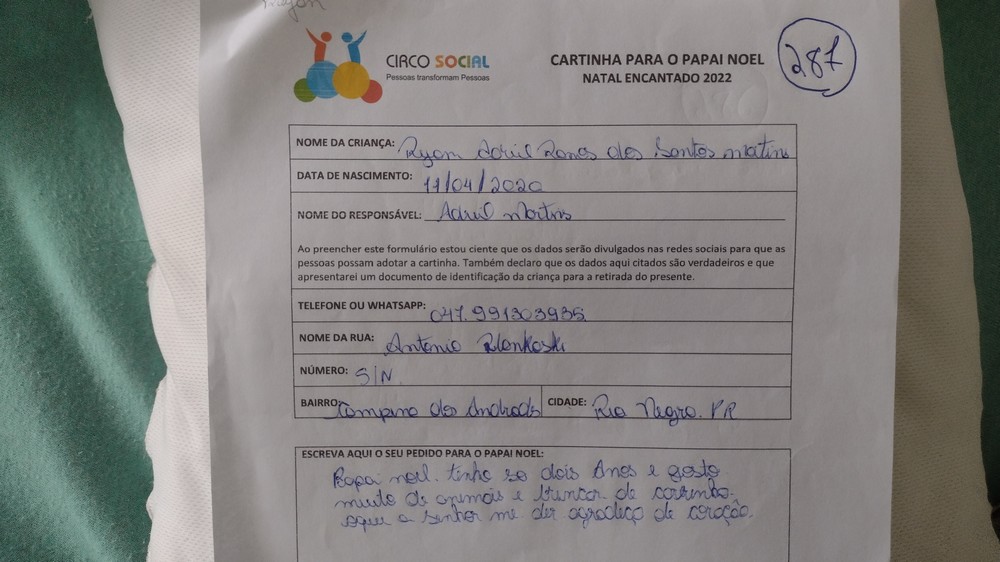 CIRCO SOCIAL
Pessoas transformam Pessoas
CARTINHA PARA O PAPAI NOEL
NATAL ENCANTADO 2022
287
NOME DA CRIANÇA: Ryan Adril Ranos dos Santos martins
DATA DE NASCIMENTO: 11/04/2020
NOME DO RESPONSÁVEL: Adril Martins
Ao preencher este formulário estou ciente que os dados serão divulgados nas redes sociais para que as
pessoas possam adotar a cartinha. Também declaro que os dados aqui citados são verdadeiros e que
apresentarei um documento de identificação da criança para a retirada do presente.
TELEFONE OU WHATSAPP: 047.991303935
NOME DA RUA: Antonio
NÚMERO: S/N
BAIRRO: Campina dos Andrads
CIDADE: Rio Negro. PR
ESCREVA AQUI O SEU PEDIDO PARA O PAPAI NOEL:
Papai noel. tenho so dois Anos e gosto
muito de animais e brincar de carrinho.
oque o senhor me der agradeço de coração.